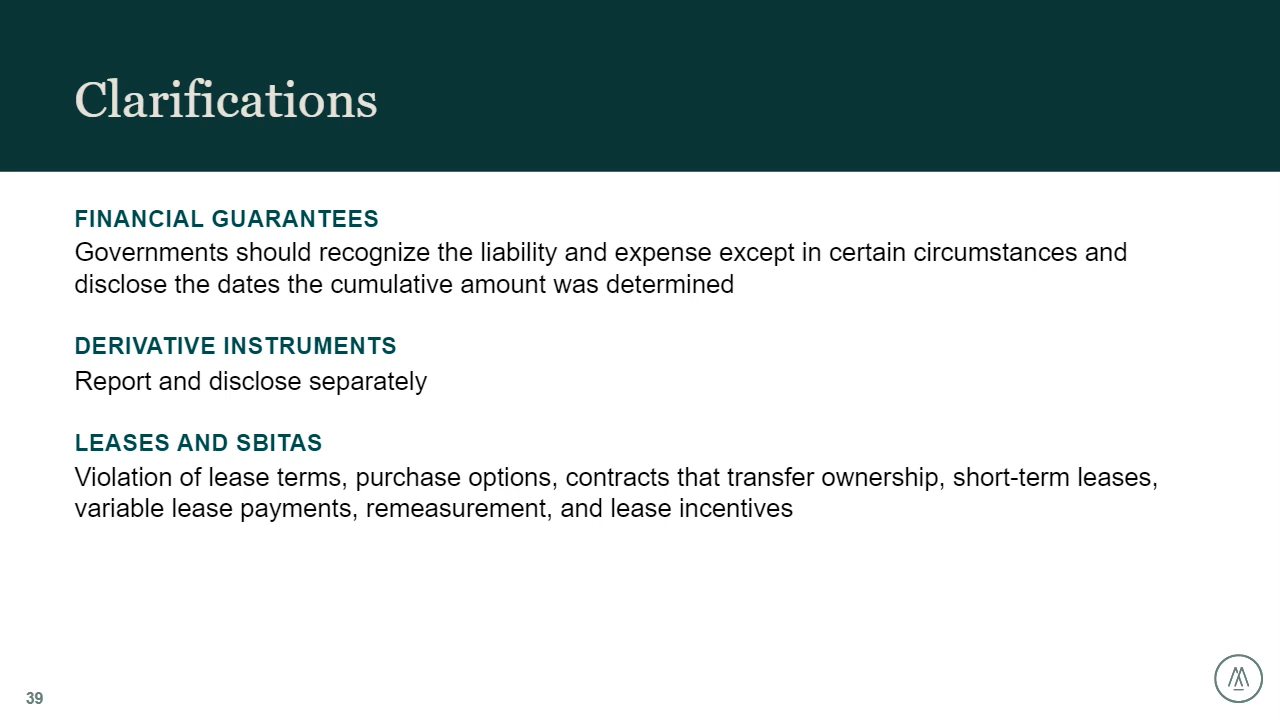 Clarifications
FINANCIAL GUARANTEES
Governments should recognize the liability and expense except in certain circumstances and
disclose the dates the cumulative amount was determined
DERIVATIVE INSTRUMENTS
Report and disclose separately
LEASES AND SBITAS
Violation of lease terms, purchase options, contracts that transfer ownership, short-term leases,
variable lease payments, remeasurement, and lease incentives
39